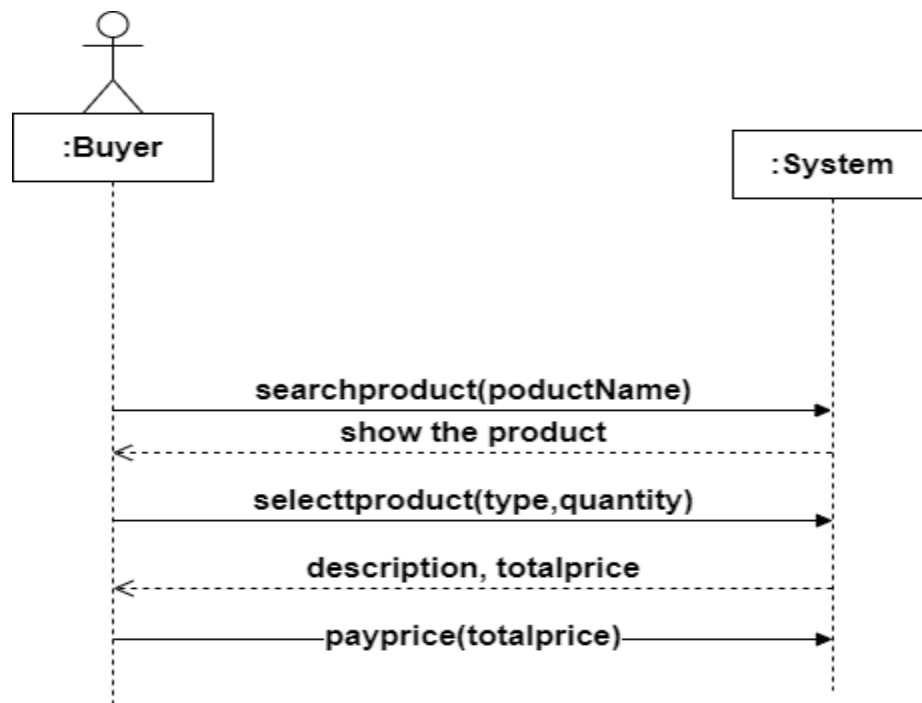 :Buyer
:System
searchproduct(poductName)
show the product
selecttproduct(type,quantity)
description, totalprice
payprice(totalprice)